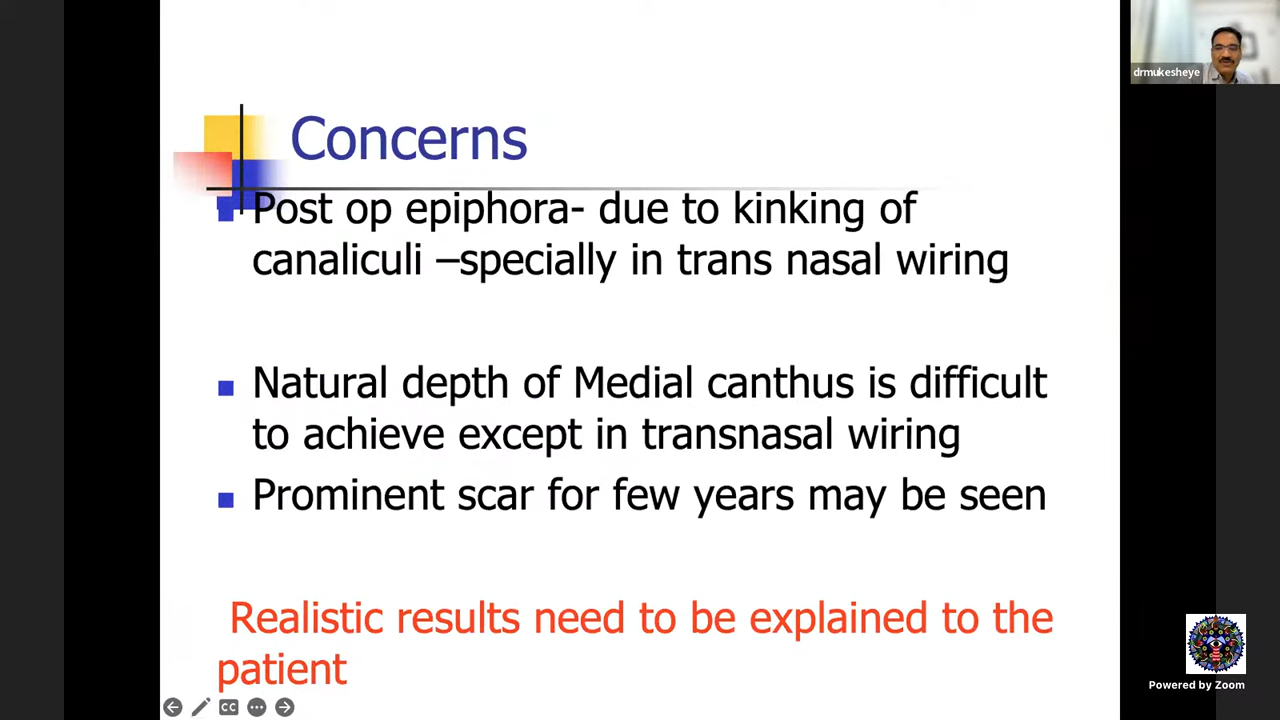 drmukesheye
Concerns
Post op epiphora- due to kinking of
canaliculi –specially in trans nasal wiring
Natural depth of Medial canthus is difficult
to achieve except in transnasal wiring
Prominent scar for few years may be seen
Realistic results need to be explained to the
patient
CC
Powered by Zoom